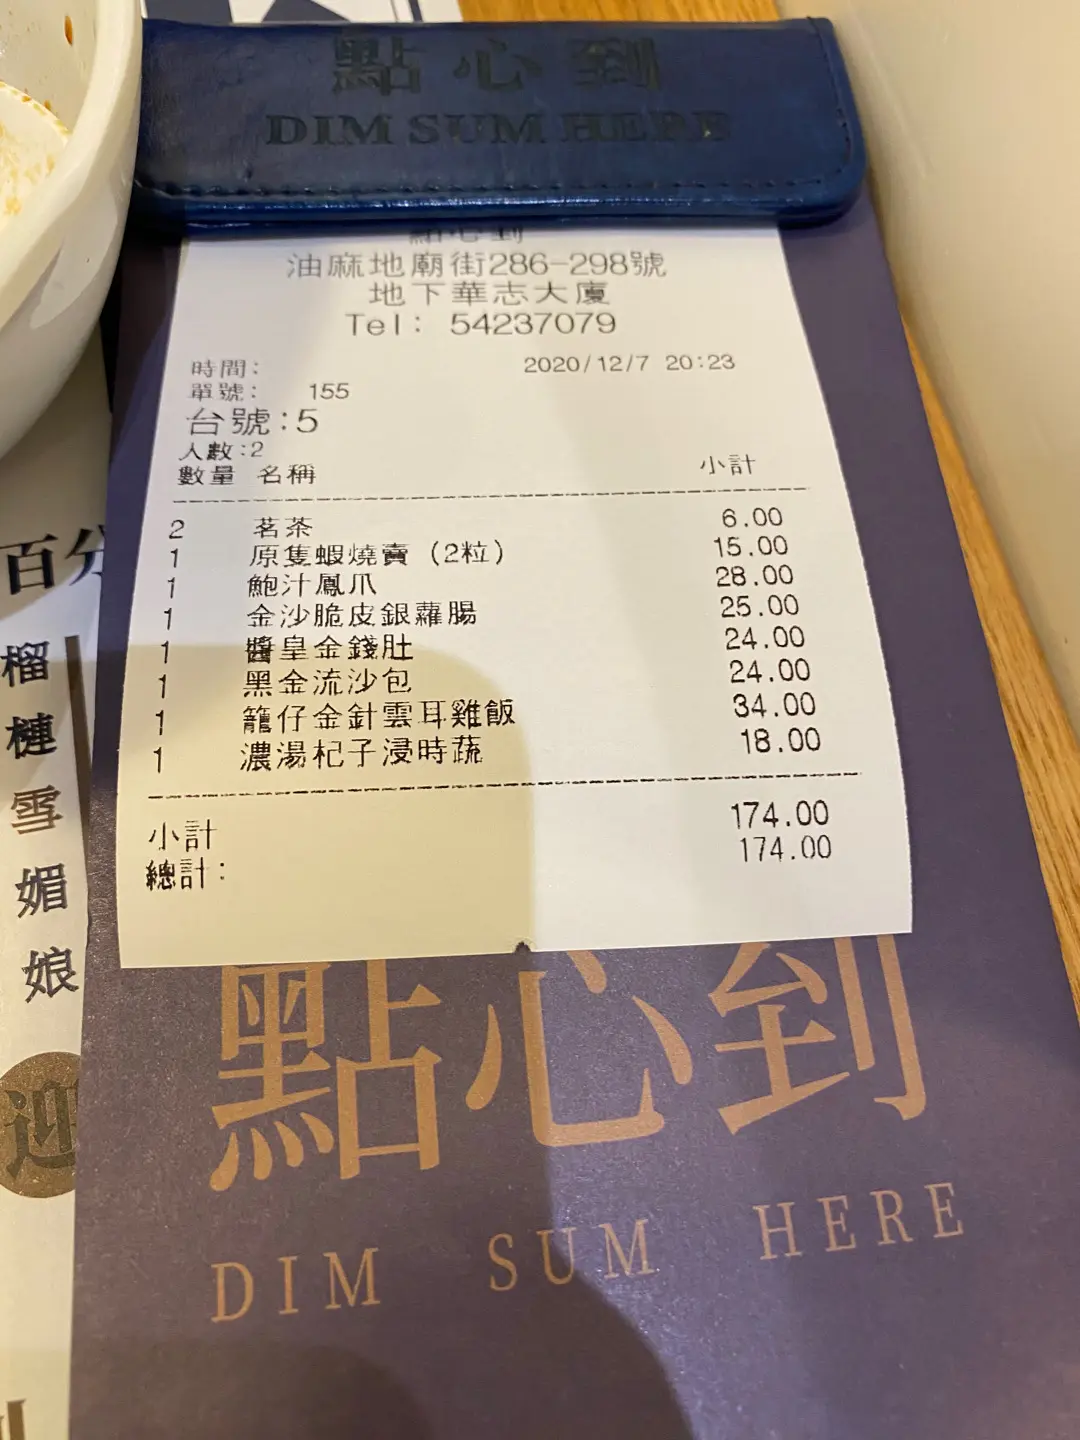 點心到
DIM SUM HERE
點心到
油麻地廟街286-298號
地下華志大廈
Tel: 54237079
時間: 2020/12/7 20:23
單號: 155
台號:5
人數:2
數量 名稱 小計
2 茗茶 6.00
1 原隻蝦燒賣 (2粒) 15.00
1 鮑汁鳳爪 28.00
1 金沙脆皮銀蘿腸 25.00
1 醬皇金錢肚 24.00
1 黑金流沙包 24.00
1 籠仔金針雲耳雞飯 34.00
1 濃湯杞子浸時蔬 18.00
小計 174.00
總計: 174.00
點心到
DIM SUM HERE
百分
榴槤雪媚娘
迎